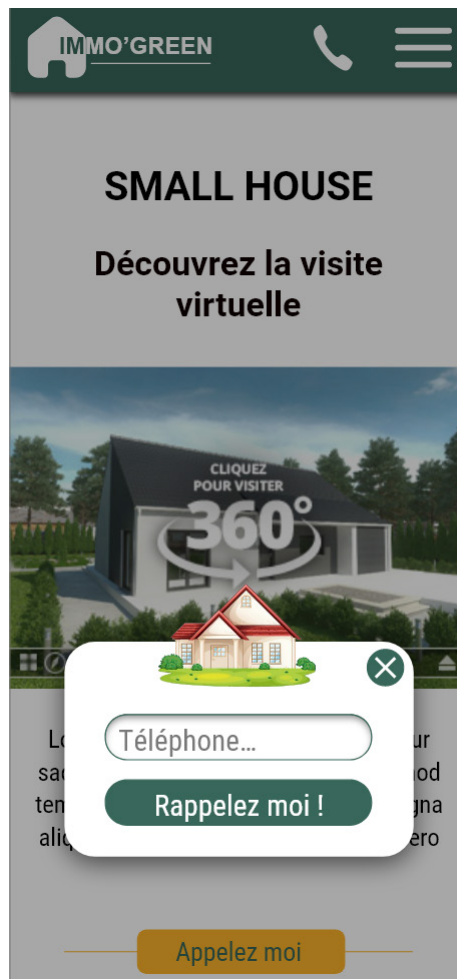 IMMO'GREEN
SMALL HOUSE
Découvrez la visite
virtuelle
CLIQUEZ
POUR VISITER
360°
Téléphone...
Rappelez moi !
Appelez moi